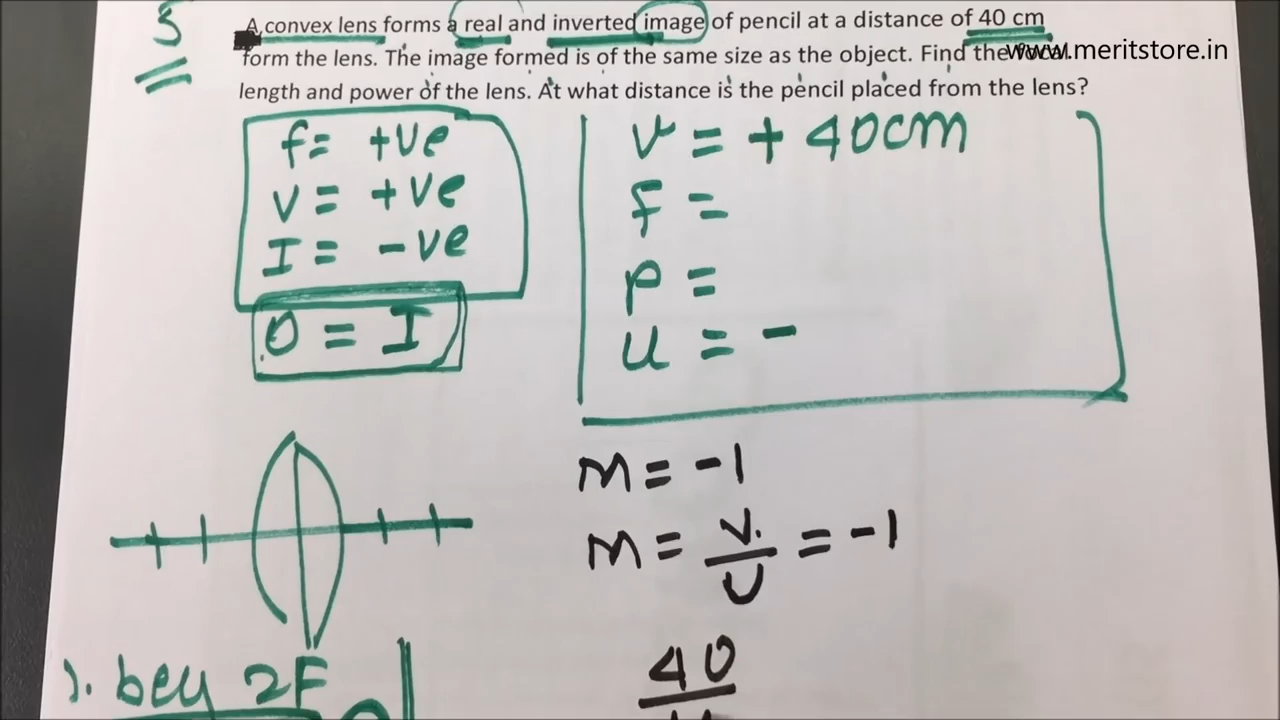 5
A convex lens forms a real and inverted image of pencil at a distance of 40 cm
form the lens. The image formed is of the same size as the object. Find the
www.meritstore.in
length and power of the lens. At what distance is the pencil placed from the lens?
f = +ve
v = +ve
I = -ve
O = I
v = + 40cm
f =
P =
u = -
m = -1
m = v/u = -1
40
1. bey 2F